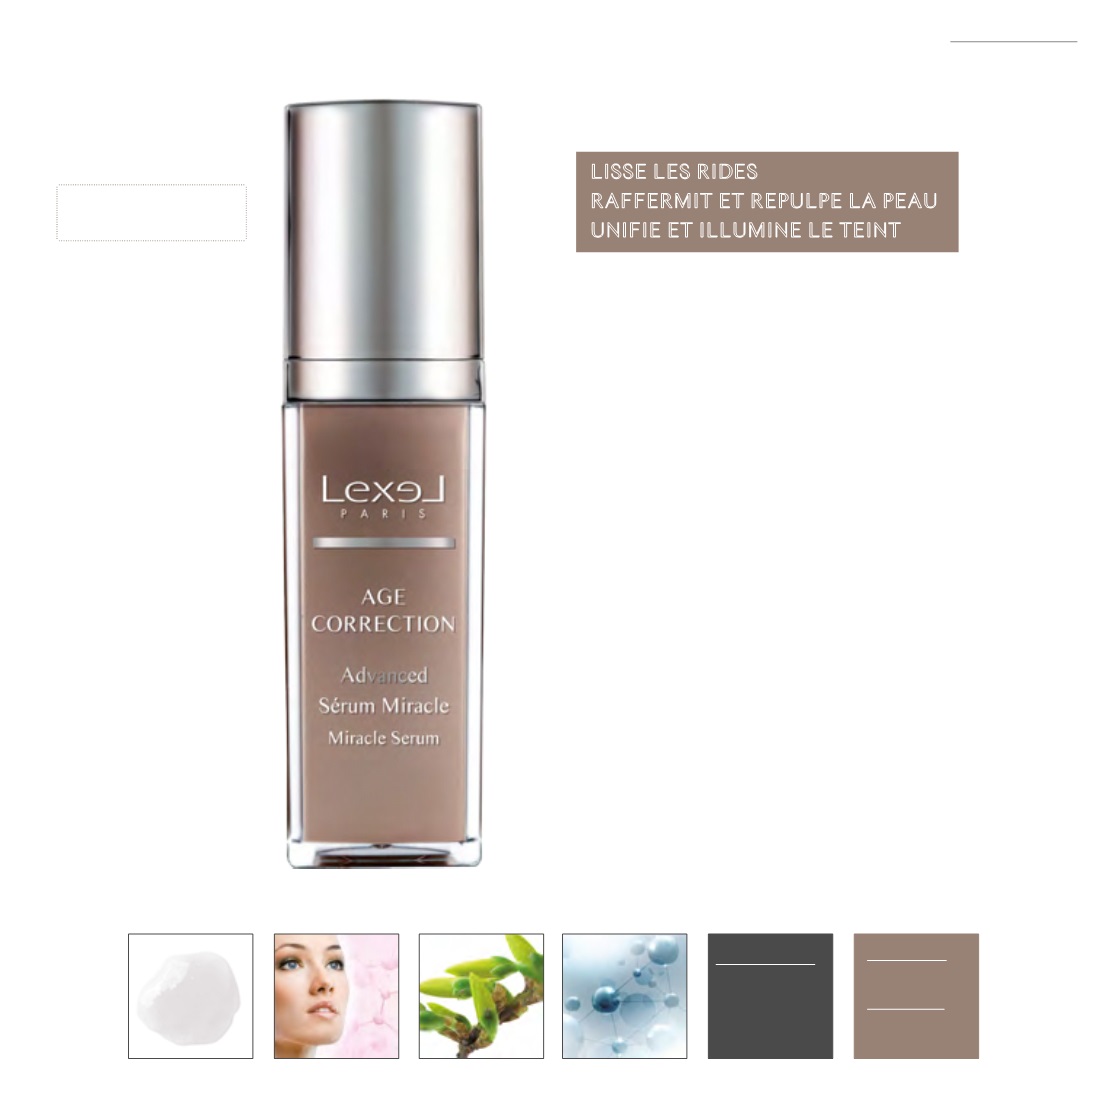 LISSE LES RIDES
RAFFERMIT ET REPULPE LA PEAU
UNIFIE ET ILLUMINE LE TEINT
LexeL
PARIS
AGE
CORRECTION
Advanced
Sérum Miracle
Miracle Serum